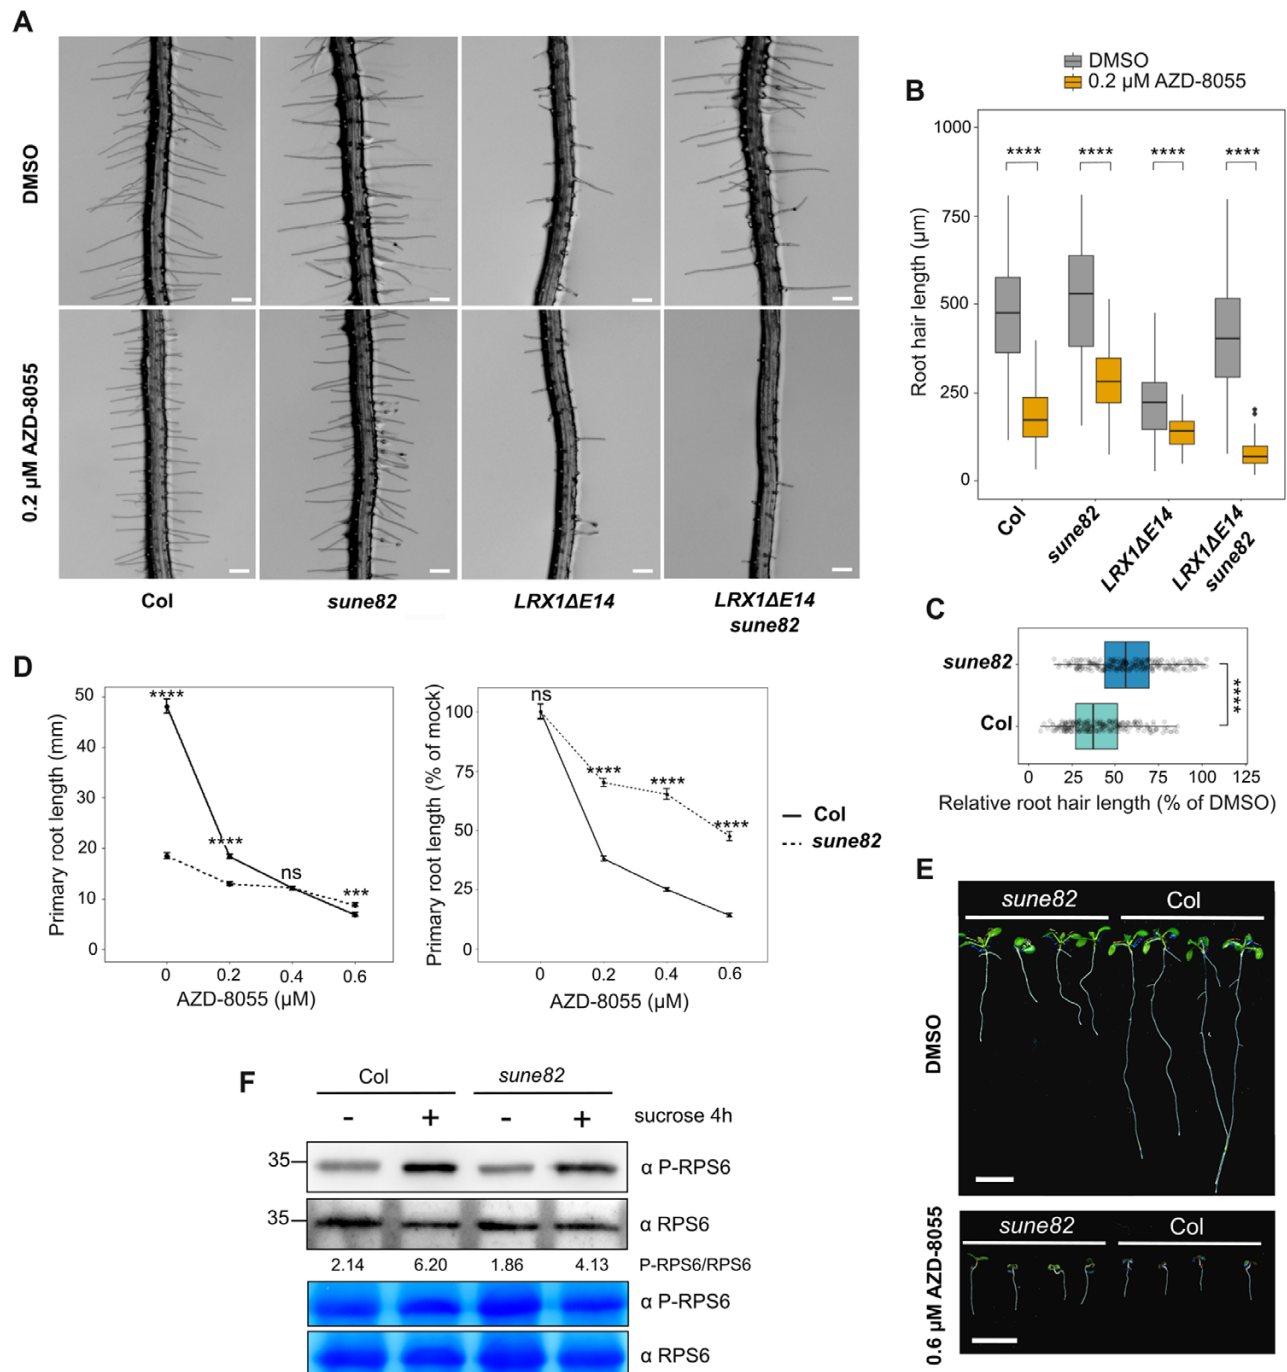 A
DMSO
0.2 µM AZD-8055
Col
sune82
LRX1ΔE14
LRX1ΔE14
sune82
B
DMSO
0.2 µM AZD-8055
Root hair length (µm)
1000
750
500
250
0
****
****
****
****
Col
sune82
LRX1ΔE14
LRX1ΔE14
sune82
C
sune82
Col
****
0 25 50 75 100 125
Relative root hair length (% of DMSO)
D
Primary root length (mm)
50
40
30
20
10
0
****
****
ns
***
0 0.2 0.4 0.6
AZD-8055 (µM)
Primary root length (% of mock)
100
75
50
25
0
ns
****
****
****
0 0.2 0.4 0.6
AZD-8055 (µM)
Col
sune82
E
sune82 Col
DMSO
sune82 Col
0.6 µM AZD-8055
F
Col sune82
- + - + sucrose 4h
35 α P-RPS6
35 α RPS6
2.14 6.20 1.86 4.13 P-RPS6/RPS6
α P-RPS6
α RPS6